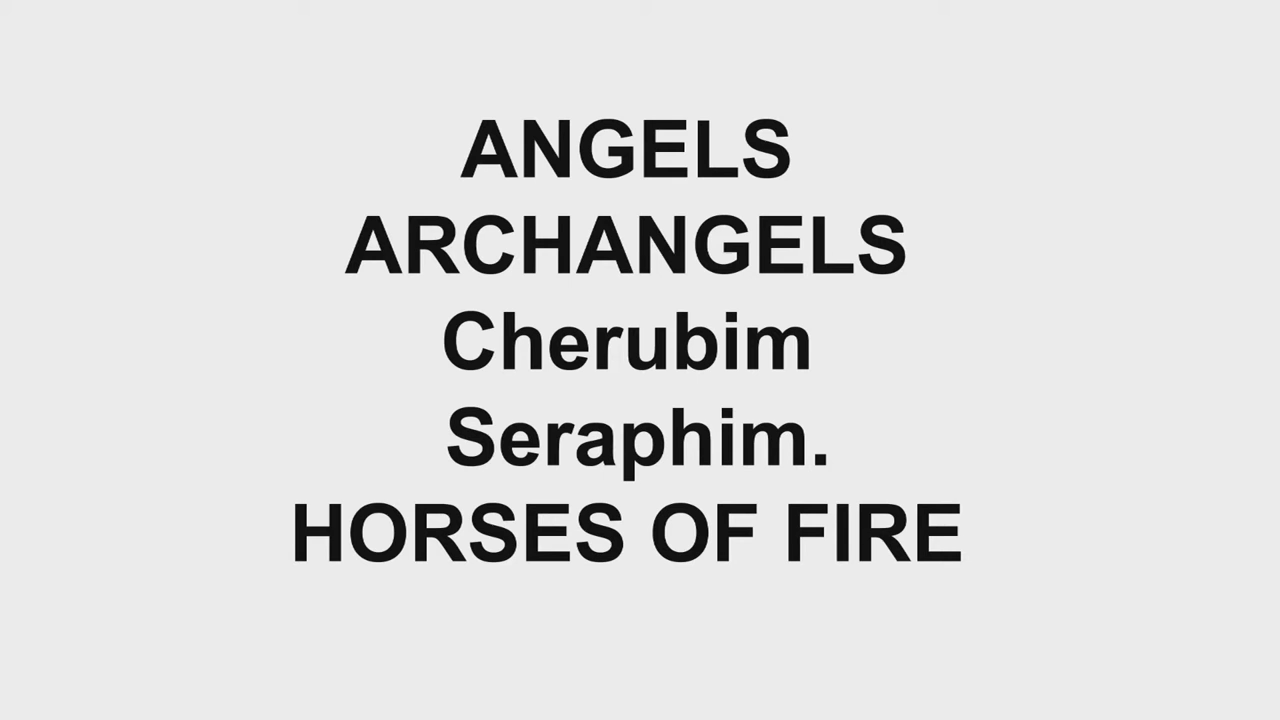 ANGELS
ARCHANGELS
Cherubim
Seraphim.
HORSES OF FIRE